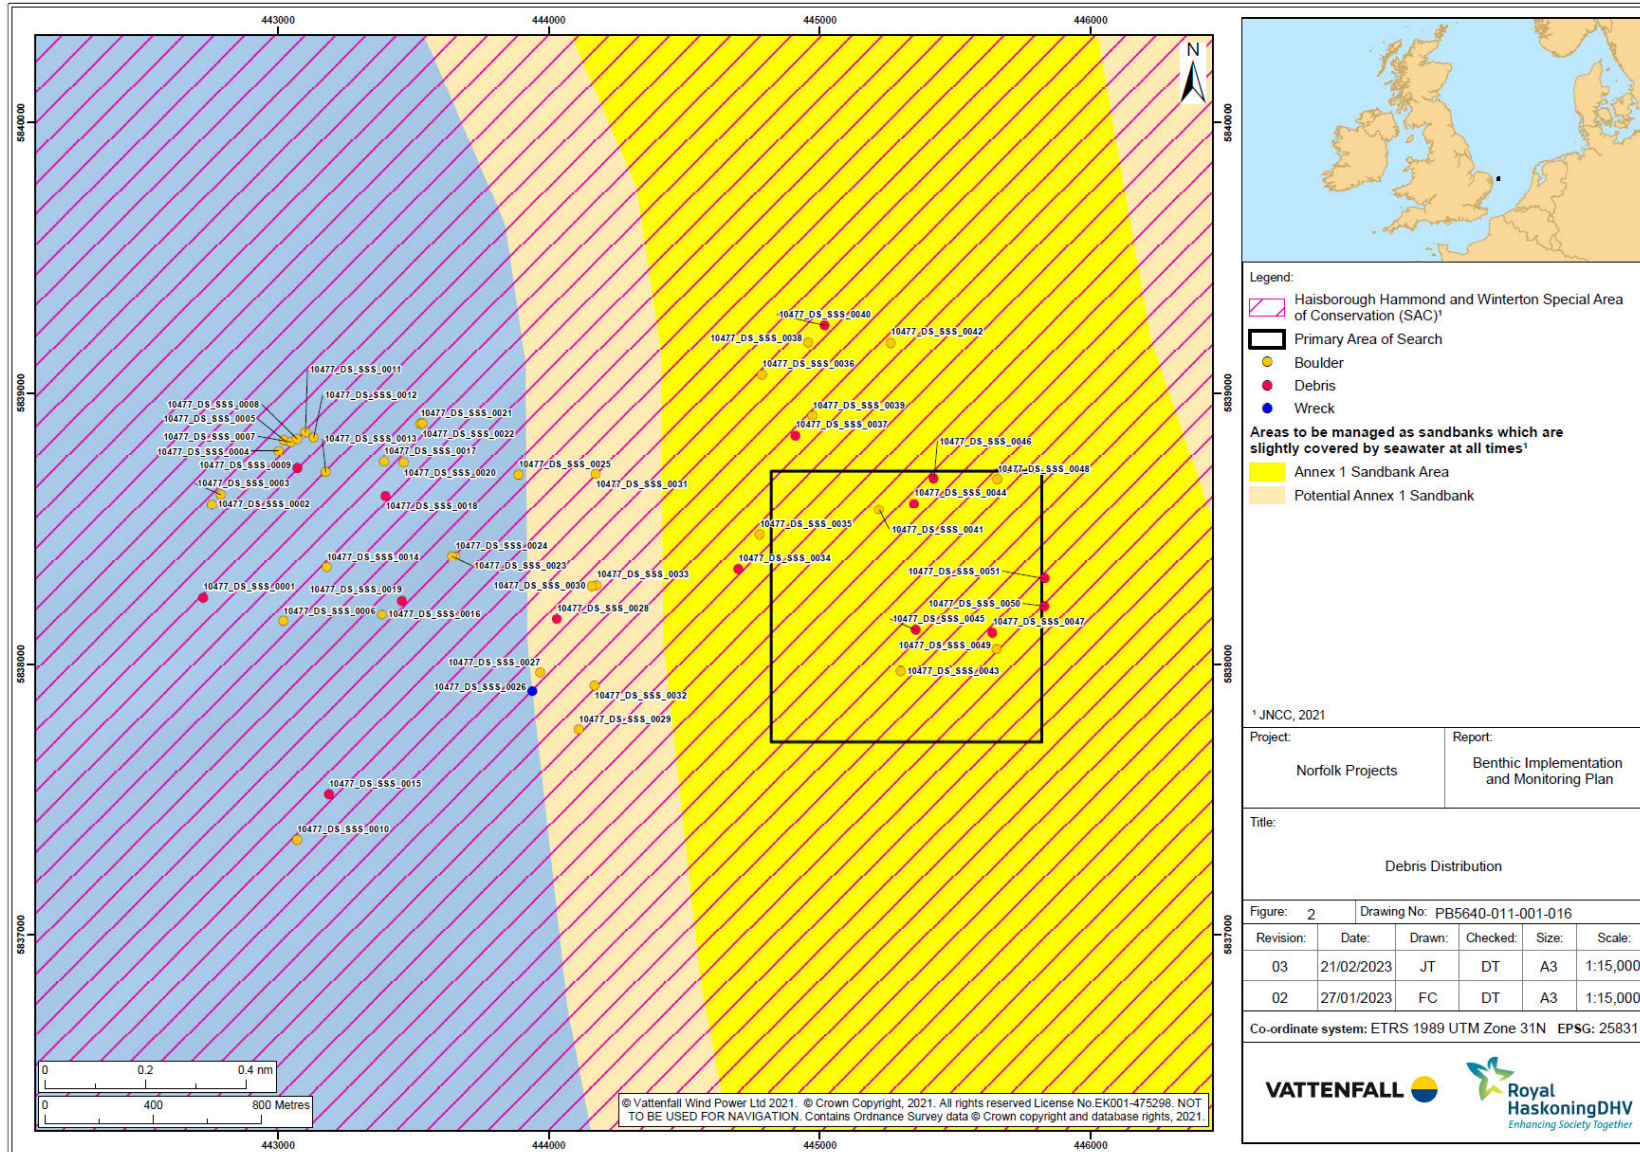 443000
444000
445000
446000
N
5840000
5840000
10477_DS_SSS_0040
10477_DS_SSS_0038
10477_DS_SSS_0042
10477_DS_SSS_0036
10477_DS_SSS_0011
5839000
5839000
10477_DS_SSS_0012
10477_DS_SSS_0008
10477_DS_SSS_0039
10477_DS_SSS_0021
10477_DS_SSS_0005
10477_DS_SSS_0037
10477_DS_SSS_0007
10477_DS_SSS_0022
10477_DS_SSS_0013
10477_DS_SSS_0046
10477_DS_SSS_0004
10477_DS_SSS_0017
10477_DS_SSS_0009
10477_DS_SSS_0025
10477_DS_SSS_0048
10477_DS_SSS_0020
10477_DS_SSS_0003
10477_DS_SSS_0031
10477_DS_SSS_0044
10477_DS_SSS_0002
10477_DS_SSS_0018
10477_DS_SSS_0035
10477_DS_SSS_0041
10477_DS_SSS_0024
10477_DS_SSS_0014
10477_DS_SSS_0034
10477_DS_SSS_0023
10477_DS_SSS_0051
10477_DS_SSS_0033
10477_DS_SSS_0001
10477_DS_SSS_0019
10477_DS_SSS_0030
10477_DS_SSS_0050
10477_DS_SSS_0028
10477_DS_SSS_0006
10477_DS_SSS_0016
10477_DS_SSS_0045
10477_DS_SSS_0047
10477_DS_SSS_0049
5838000
5838000
10477_DS_SSS_0027
10477_DS_SSS_0043
10477_DS_SSS_0026
10477_DS_SSS_0032
10477_DS_SSS_0029
10477_DS_SSS_0015
10477_DS_SSS_0010
5837000
5837000
0 0.2 0.4 nm
0 400 800 Metres
© Vattenfall Wind Power Ltd 2021. © Crown Copyright, 2021. All rights reserved License No.EK001-475298. NOT
TO BE USED FOR NAVIGATION. Contains Ordnance Survey data © Crown copyright and database rights, 2021.
443000
444000
445000
446000
Legend:
Haisborough Hammond and Winterton Special Area
of Conservation (SAC)¹
Primary Area of Search
Boulder
Debris
Wreck
Areas to be managed as sandbanks which are
slightly covered by seawater at all times¹
Annex 1 Sandbank Area
Potential Annex 1 Sandbank
¹ JNCC, 2021
Project:
Norfolk Projects
Report:
Benthic Implementation
and Monitoring Plan
Title:
Debris Distribution
Figure: 2 Drawing No: PB5640-011-001-016
Revision: Date: Drawn: Checked: Size: Scale:
03 21/02/2023 JT DT A3 1:15,000
02 27/01/2023 FC DT A3 1:15,000
Co-ordinate system: ETRS 1989 UTM Zone 31N EPSG: 25831
VATTENFALL
Royal
HaskoningDHV
Enhancing Society Together